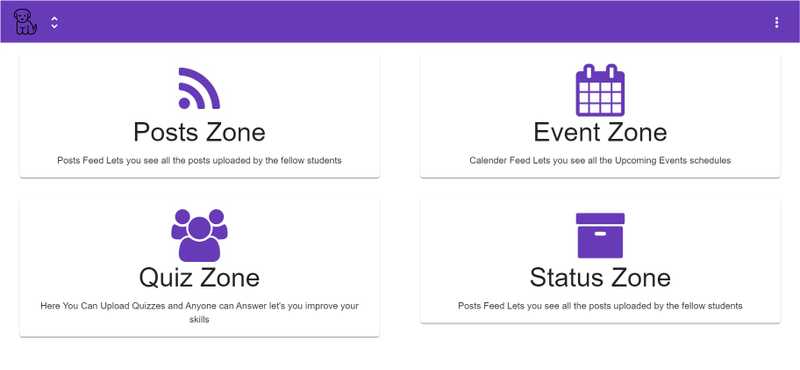 Posts Zone
Posts Feed Lets you see all the posts uploaded by the fellow students
Event Zone
Calender Feed Lets you see all the Upcoming Events schedules
Quiz Zone
Here You Can Upload Quizzes and Anyone can Answer let's you improve your
skills
Status Zone
Posts Feed Lets you see all the posts uploaded by the fellow students